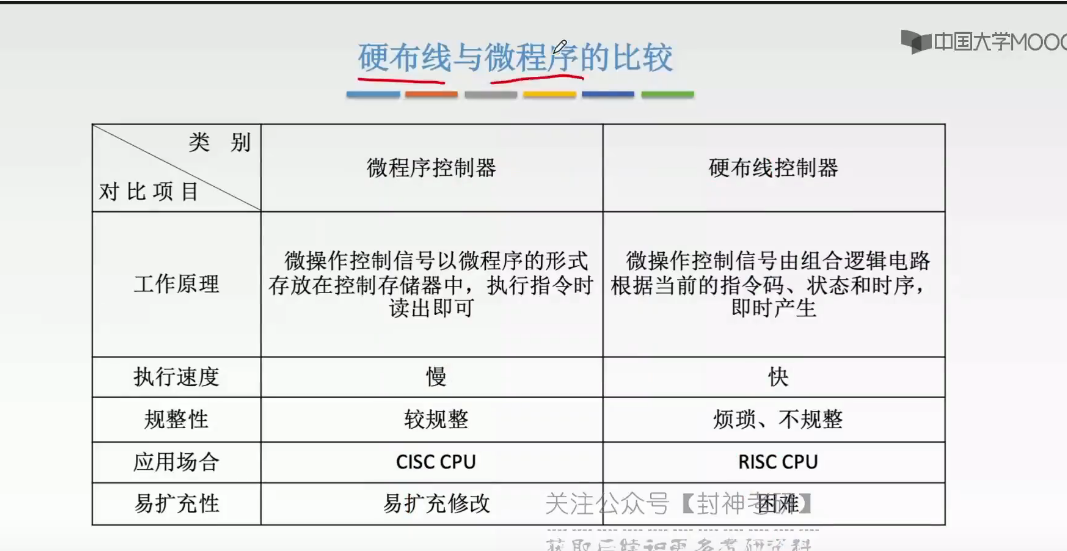 硬布线与微程序的比较
中国大学MOOC
类 别
对比项目
微程序控制器
硬布线控制器
工作原理
微操作控制信号以微程序的形式
存放在控制存储器中，执行指令时
读出即可
微操作控制信号由组合逻辑电路
根据当前的指令码、状态和时序，
即时产生
执行速度
慢
快
规整性
较规整
烦琐、不规整
应用场合
CISC CPU
RISC CPU
易扩充性
易扩充修改
困难
关注公众号【封神考研】